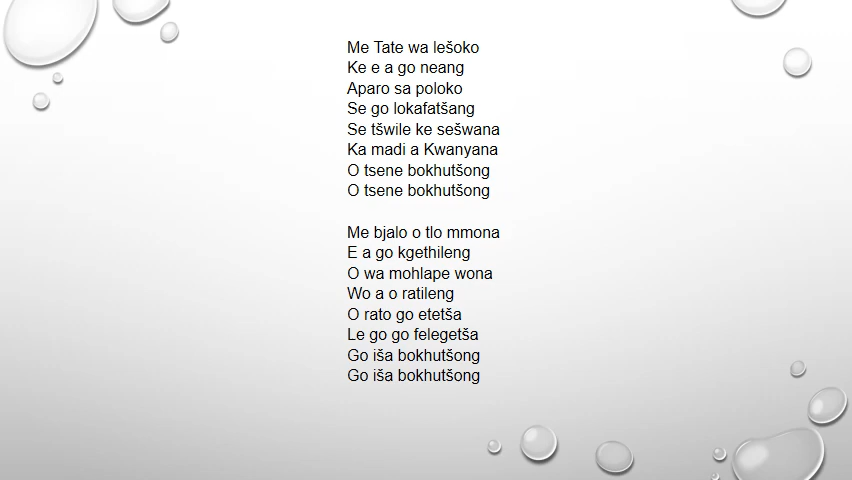 Me Tate wa lešoko
Ke e a go neang
Aparo sa poloko
Se go lokafatšang
Se tšwile ke sešwana
Ka madi a Kwanyana
O tsene bokhutšong
O tsene bokhutšong

Me bjalo o tlo mmona
E a go kgethileng
O wa mohlape wona
Wo a o ratileng
O rato go etetša
Le go go felegetša
Go iša bokhutšong
Go iša bokhutšong